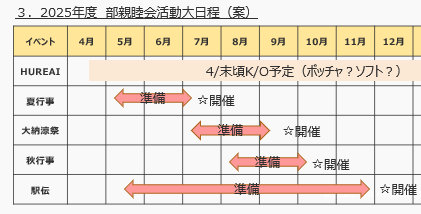 ３．2025年度 部親睦会活動大日程（案）
イベント 4月 5月 6月 7月 8月 9月 10月 11月 12月
HUREAI 4/末頃K/O予定（ボッチャ？ソフト？）
夏行事 準備 ☆開催
大納涼祭 準備 ☆開催
秋行事 準備 ☆開催
駅伝 準備 ☆開催